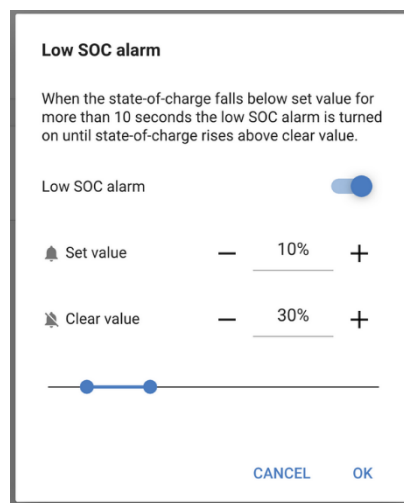 Low SOC alarm
When the state-of-charge falls below set value for
more than 10 seconds the low SOC alarm is turned
on until state-of-charge rises above clear value.
Low SOC alarm
Set value − 10% +
Clear value − 30% +
CANCEL OK